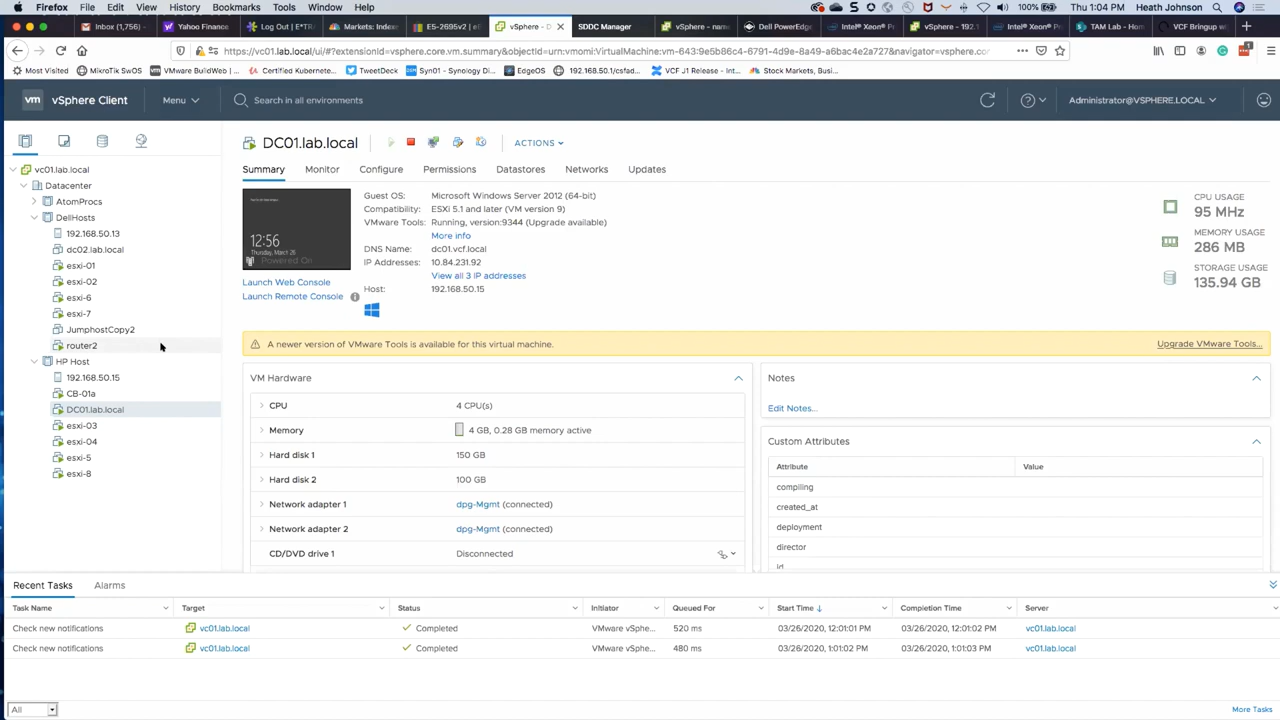 Firefox File Edit View History Bookmarks Tools Window Help
100% Thu 1:04 PM Heath Johnson
Inbox (1,756)
Yahoo Finance
Log Out | E*TR
Markets: Indexe
E5-2695v2 | El
vSphere - D
SDDC Manager
vSphere - name
Dell PowerEdge
Intel® Xeon® Pro
vSphere - 192.1
Intel® Xeon® Pro
TAM Lab - Hom
VCF Bringup w
https://vc01.lab.local/ui/#?extensionId=vsphere.core.vm.summary&objectId=urn:vmomi:VirtualMachine:vm-643:9e395c4c-6791-4d9e-8a49-a6bac4e2a727&navigator=vsphere.co
Most Visited MikroTik SwOS VMware BuildWeb |... Certified Kubernete... TweetDeck Syn01 - Synology Di... EdgeOS 192.168.50.1/csfad... VCF J1 Release - Int... Stock Markets, Busi...
vm vSphere Client Menu Search in all environments Administrator@VSPHERE.LOCAL
vc01.lab.local
Datacenter
AtomProcs
DellHosts
192.168.50.13
dc02.lab.local
esxi-01
esxi-02
esxi-6
esxi-7
JumphostCopy2
router2
HP Host
192.168.50.15
CB-01a
DC01.lab.local
esxi-03
esxi-04
esxi-5
esxi-8
DC01.lab.local ACTIONS
Summary Monitor Configure Permissions Datastores Networks Updates
12:56
Thursday, March 26
Powered On
Launch Web Console
Launch Remote Console
Guest OS: Microsoft Windows Server 2012 (64-bit)
Compatibility: ESXi 5.1 and later (VM version 9)
VMware Tools: Running, version:9344 (Upgrade available)
More info
DNS Name: dc01.vcf.local
IP Addresses: 10.84.231.92
View all 3 IP addresses
Host: 192.168.50.15
CPU USAGE
95 MHz
MEMORY USAGE
286 MB
STORAGE USAGE
135.94 GB
A newer version of VMware Tools is available for this virtual machine. Upgrade VMware Tools...
VM Hardware
CPU 4 CPU(s)
Memory 4 GB, 0.28 GB memory active
Hard disk 1 150 GB
Hard disk 2 100 GB
Network adapter 1 dpg-Mgmt (connected)
Network adapter 2 dpg-Mgmt (connected)
CD/DVD drive 1 Disconnected
Notes
Edit Notes...
Custom Attributes
Attribute Value
compiling
created_at
deployment
director
id
Recent Tasks Alarms
Task Name Target Status Initiator Queued For Start Time Completion Time Server
Check new notifications vc01.lab.local Completed VMware vSphe... 520 ms 03/26/2020, 12:01:01 PM 03/26/2020, 12:01:02 PM vc01.lab.local
Check new notifications vc01.lab.local Completed VMware vSphe... 480 ms 03/26/2020, 1:01:02 PM 03/26/2020, 1:01:03 PM vc01.lab.local
All More Tasks